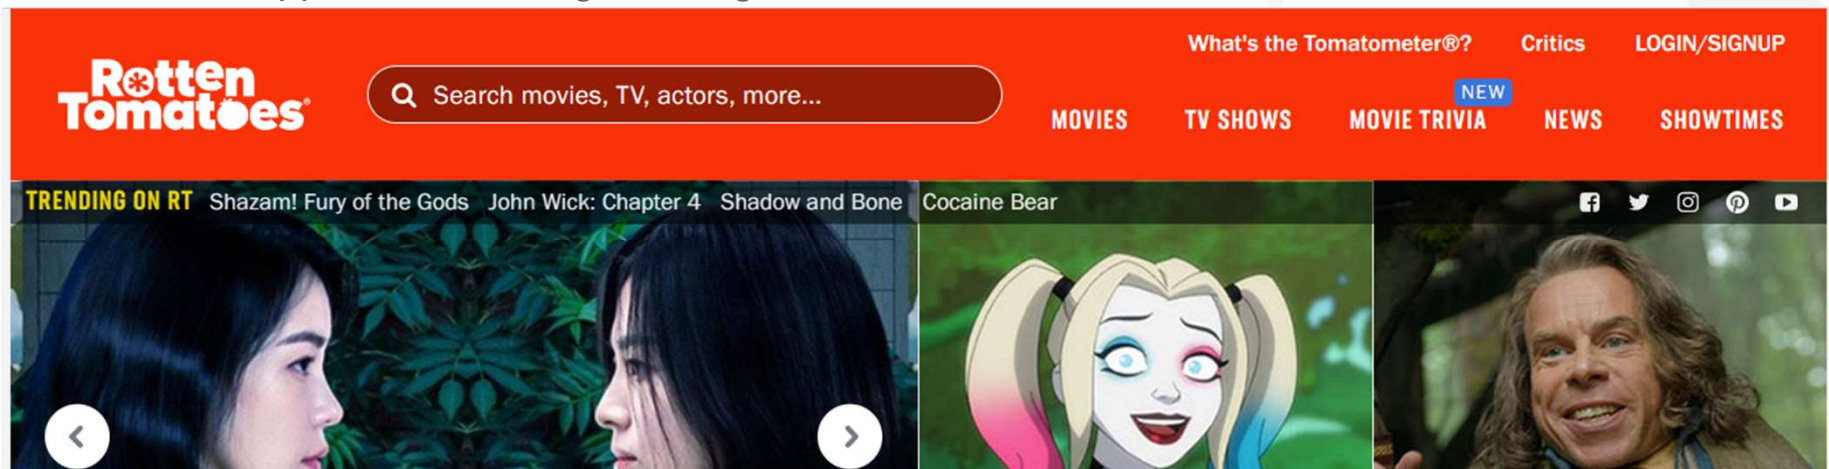 What's the Tomatometer®? Critics LOGIN/SIGNUP
Rotten
Tomatoes
Search movies, TV, actors, more...
NEW
MOVIES TV SHOWS MOVIE TRIVIA NEWS SHOWTIMES
TRENDING ON RT Shazam! Fury of the Gods John Wick: Chapter 4 Shadow and Bone Cocaine Bear